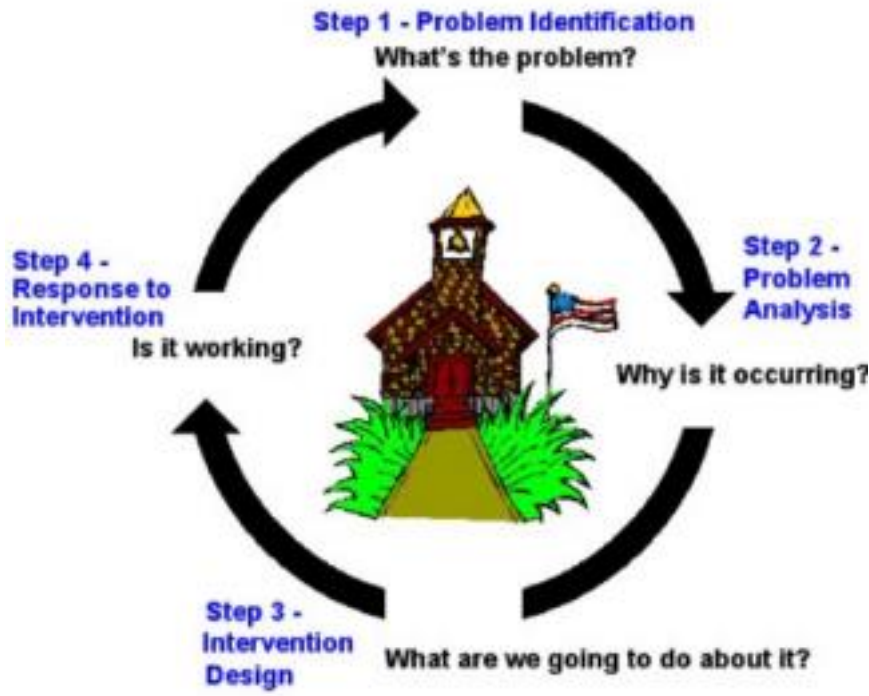 Step 1 - Problem Identification
What's the problem?
Step 2 -
Problem
Analysis
Why is it occurring?
Step 3 -
Intervention
Design
What are we going to do about it?
Step 4 -
Response to
Intervention
Is it working?